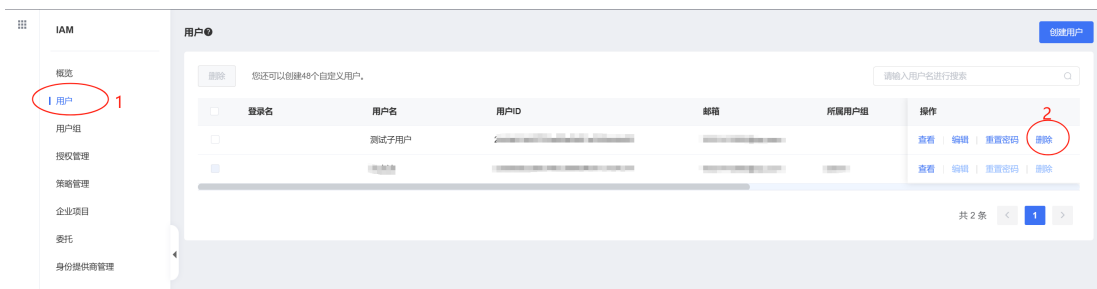 IAM
概览
用户
1
用户组
授权管理
策略管理
企业项目
委托
身份提供商管理
用户
创建用户
删除 您还可以创建48个自定义用户。 请输入用户名进行搜索
登录名 用户名 用户ID 邮箱 所属用户组 操作
2
测试子用户 查看 编辑 重置密码 删除
查看 编辑 重置密码 删除
共 2 条 < 1 >